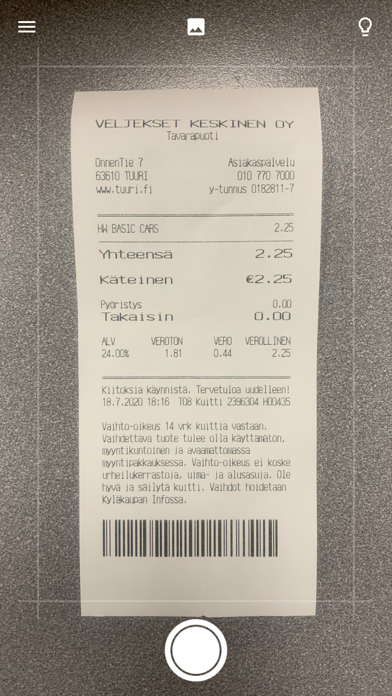 VELJEKSET KESKINEN OY
Tavarapuoti
OnnenTie 7 Asiakaspalvelu
63610 TUURI 010 770 7000
www.tuuri.fi y-tunnus 0182811-7
HW BASIC CARS 2.25
Yhteensä 2.25
Käteinen €2.25
Pyöristys 0.00
Takaisin 0.00
ALV VEROTON VERO VEROLLINEN
24.00% 1.81 0.44 2.25
Kiitoksia käynnistä. Tervetuloa uudelleen!
18.7.2020 18:16 T08 Kuitti 2396304 H00435
Vaihto-oikeus 14 vrk kuittia vastaan.
Vaihdettava tuote tulee olla käyttämätön,
myyntikuntoinen ja avaamattomassa
myyntipakkauksessa. Vaihto-oikeus ei koske
urheilukerrastoja, uima- ja alusasuja. Ole
hyvä ja säilytä kuitti. Vaihdot hoidetaan
Kyläkaupan Infossa.